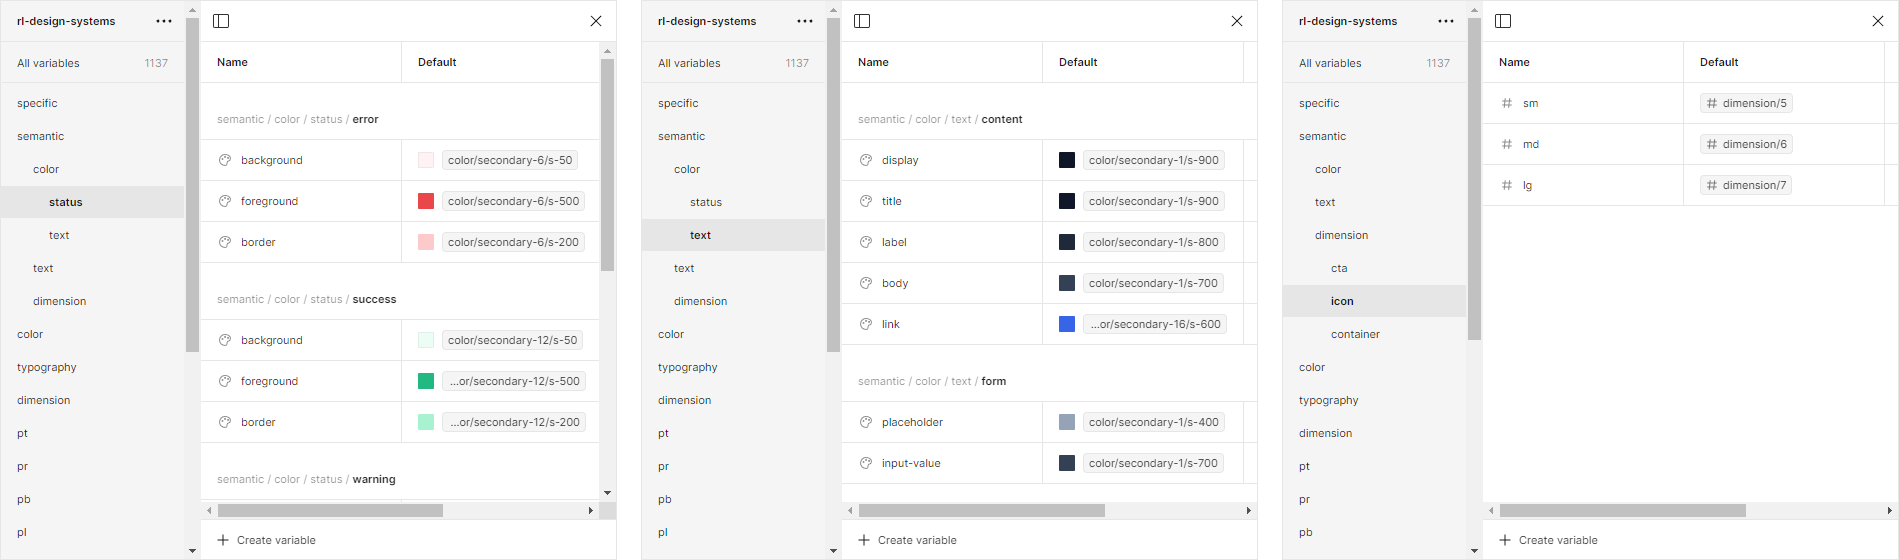 rl-design-systems
All variables 1137
specific
semantic
color
status
text
text
dimension
color
typography
dimension
pt
pr
pb
pl
Name Default
semantic / color / status / error
background color/secondary-6/s-50
foreground color/secondary-6/s-500
border color/secondary-6/s-200
semantic / color / status / success
background color/secondary-12/s-50
foreground ...or/secondary-12/s-500
border ...or/secondary-12/s-200
semantic / color / status / warning
Create variable
rl-design-systems
All variables 1137
specific
semantic
color
status
text
text
dimension
color
typography
dimension
pt
pr
pb
pl
Name Default
semantic / color / text / content
display color/secondary-1/s-900
title color/secondary-1/s-900
label color/secondary-1/s-800
body color/secondary-1/s-700
link ...or/secondary-16/s-600
semantic / color / text / form
placeholder color/secondary-1/s-400
input-value color/secondary-1/s-700
Create variable
rl-design-systems
All variables 1137
specific
semantic
color
text
dimension
cta
icon
container
color
typography
dimension
pt
pr
pb
Name Default
sm dimension/5
md dimension/6
lg dimension/7
Create variable